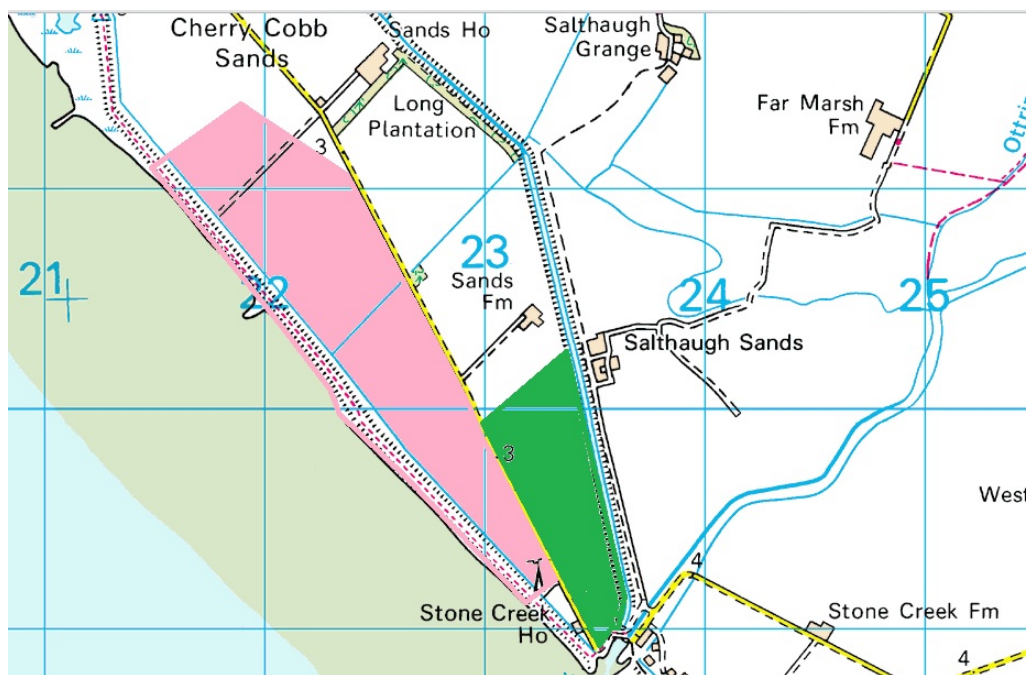 Cherry Cobb
Sands
Sands Ho
Salthaugh
Grange
Long
Plantation
Far Marsh
Fm
3
23
Sands
Fm
21
22
24
25
Salthaugh Sands
3
West
4
Stone Creek
Ho
Stone Creek Fm
4